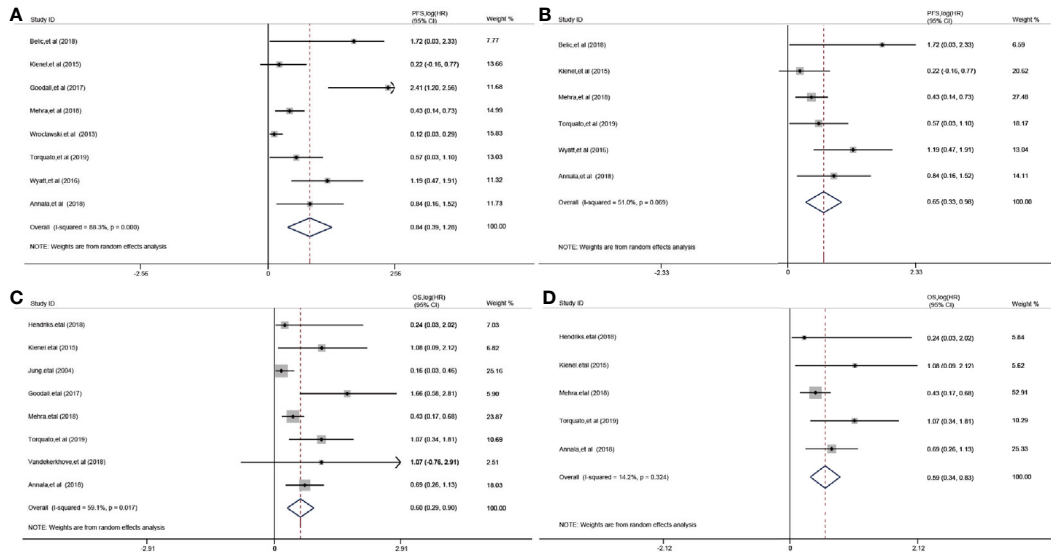 A
Study ID PFS,log(HR) (95% CI) Weight %
Belic,et al (2018) 1.72 (0.03, 2.33) 7.77
Kienel,et al (2015) 0.22 (-0.16, 0.77) 13.66
Goodall,et al (2017) 2.41 (1.20, 2.56) 11.68
Mehra,et al (2018) 0.43 (0.14, 0.73) 14.99
Wroclawski,et al (2013) 0.12 (0.03, 0.29) 15.83
Torquato,et al (2019) 0.57 (0.03, 1.10) 13.03
Wyatt,et al (2016) 1.19 (0.47, 1.91) 11.32
Annala,et al (2018) 0.84 (0.16, 1.52) 11.73
Overall (I-squared = 88.3%, p = 0.000) 0.84 (0.39, 1.28) 100.00
NOTE: Weights are from random effects analysis
-2.56 0 2.56
B
Study ID PFS,log(HR) (95% CI) Weight %
Belic,et al (2018) 1.72 (0.03, 2.33) 6.59
Kienel,et al (2015) 0.22 (-0.16, 0.77) 20.62
Mehra,et al (2018) 0.43 (0.14, 0.73) 27.48
Torquato,et al (2019) 0.57 (0.03, 1.10) 18.17
Wyatt,et al (2016) 1.19 (0.47, 1.91) 13.04
Annala,et al (2018) 0.84 (0.16, 1.52) 14.11
Overall (I-squared = 51.0%, p = 0.069) 0.65 (0.33, 0.98) 100.00
NOTE: Weights are from random effects analysis
-2.33 0 2.33
C
Study ID OS,log(HR) (95% CI) Weight %
Hendriks.etal (2018) 0.24 (0.03, 2.02) 7.03
Kienel.et al (2015) 1.08 (0.09, 2.12) 6.82
Jung.etal (2004) 0.16 (0.03, 0.46) 25.16
Goodall.etal (2017) 1.66 (0.58, 2.81) 5.90
Mehra.etal (2018) 0.43 (0.17, 0.68) 23.87
Torquato,et al (2019) 1.07 (0.34, 1.81) 10.69
Vandekerkhove,et al (2018) 1.07 (-0.76, 2.91) 2.51
Annala,et al (2018) 0.69 (0.26, 1.13) 18.03
Overall (I-squared = 59.1%, p = 0.017) 0.60 (0.29, 0.90) 100.00
NOTE: Weights are from random effects analysis
-2.91 0 2.91
D
Study ID OS,log(HR) (95% CI) Weight %
Hendriks.etal (2018) 0.24 (0.03, 2.02) 5.84
Kienel.et al (2015) 1.08 (0.09, 2.12) 5.62
Mehra.etal (2018) 0.43 (0.17, 0.68) 52.91
Torquato,et al (2019) 1.07 (0.34, 1.81) 10.29
Annala,et al (2018) 0.69 (0.26, 1.13) 25.33
Overall (I-squared = 14.2%, p = 0.324) 0.59 (0.34, 0.83) 100.00
NOTE: Weights are from random effects analysis
-2.12 0 2.12